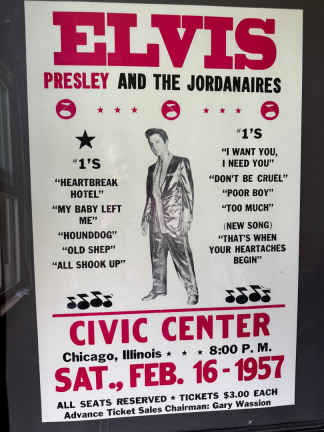 ELVIS
PRESLEY AND THE JORDANAIRES
#1'S
"HEARTBREAK
HOTEL"
"MY BABY LEFT
ME"
"HOUNDDOG"
"OLD SHEP"
"ALL SHOOK UP"
#1'S
"I WANT YOU,
I NEED YOU"
"DON'T BE CRUEL"
"POOR BOY"
"TOO MUCH"
(NEW SONG)
"THAT'S WHEN
YOUR HEARTACHES
BEGIN"
CIVIC CENTER
Chicago, Illinois ★ ★ ★ 8:00 P. M.
SAT., FEB. 16-1957
ALL SEATS RESERVED ★ TICKETS $3.00 EACH
Advance Ticket Sales Chairman: Gary Wassion